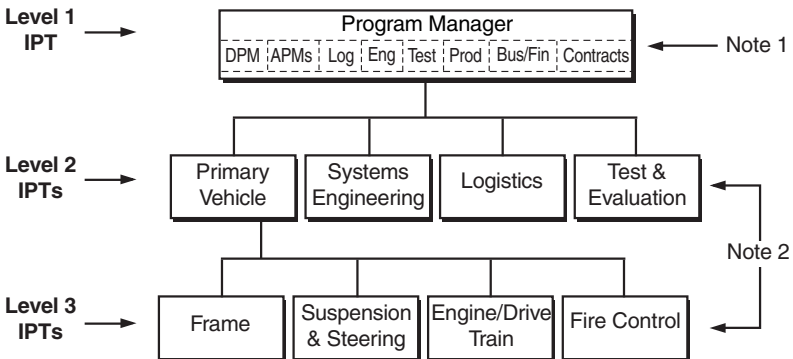 Level 1
IPT
Program Manager
DPM APMs Log Eng Test Prod Bus/Fin Contracts
Note 1
Level 2
IPTs
Primary
Vehicle
Systems
Engineering
Logistics
Test &
Evaluation
Note 2
Level 3
IPTs
Frame
Suspension
& Steering
Engine/Drive
Train
Fire Control